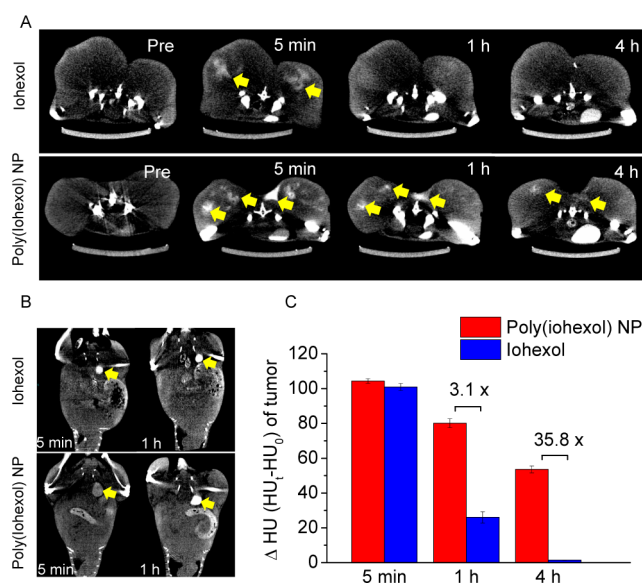 A
Iohexol
Pre
5 min
1 h
4 h
Poly(Iohexol) NP
Pre
5 min
1 h
4 h
B
Iohexol
5 min
1 h
Poly(Iohexol) NP
5 min
1 h
C
Poly(iohexol) NP
Iohexol
Δ HU (HUt-HU0) of tumor
120
100
80
60
40
20
0
3.1 x
35.8 x
5 min
1 h
4 h